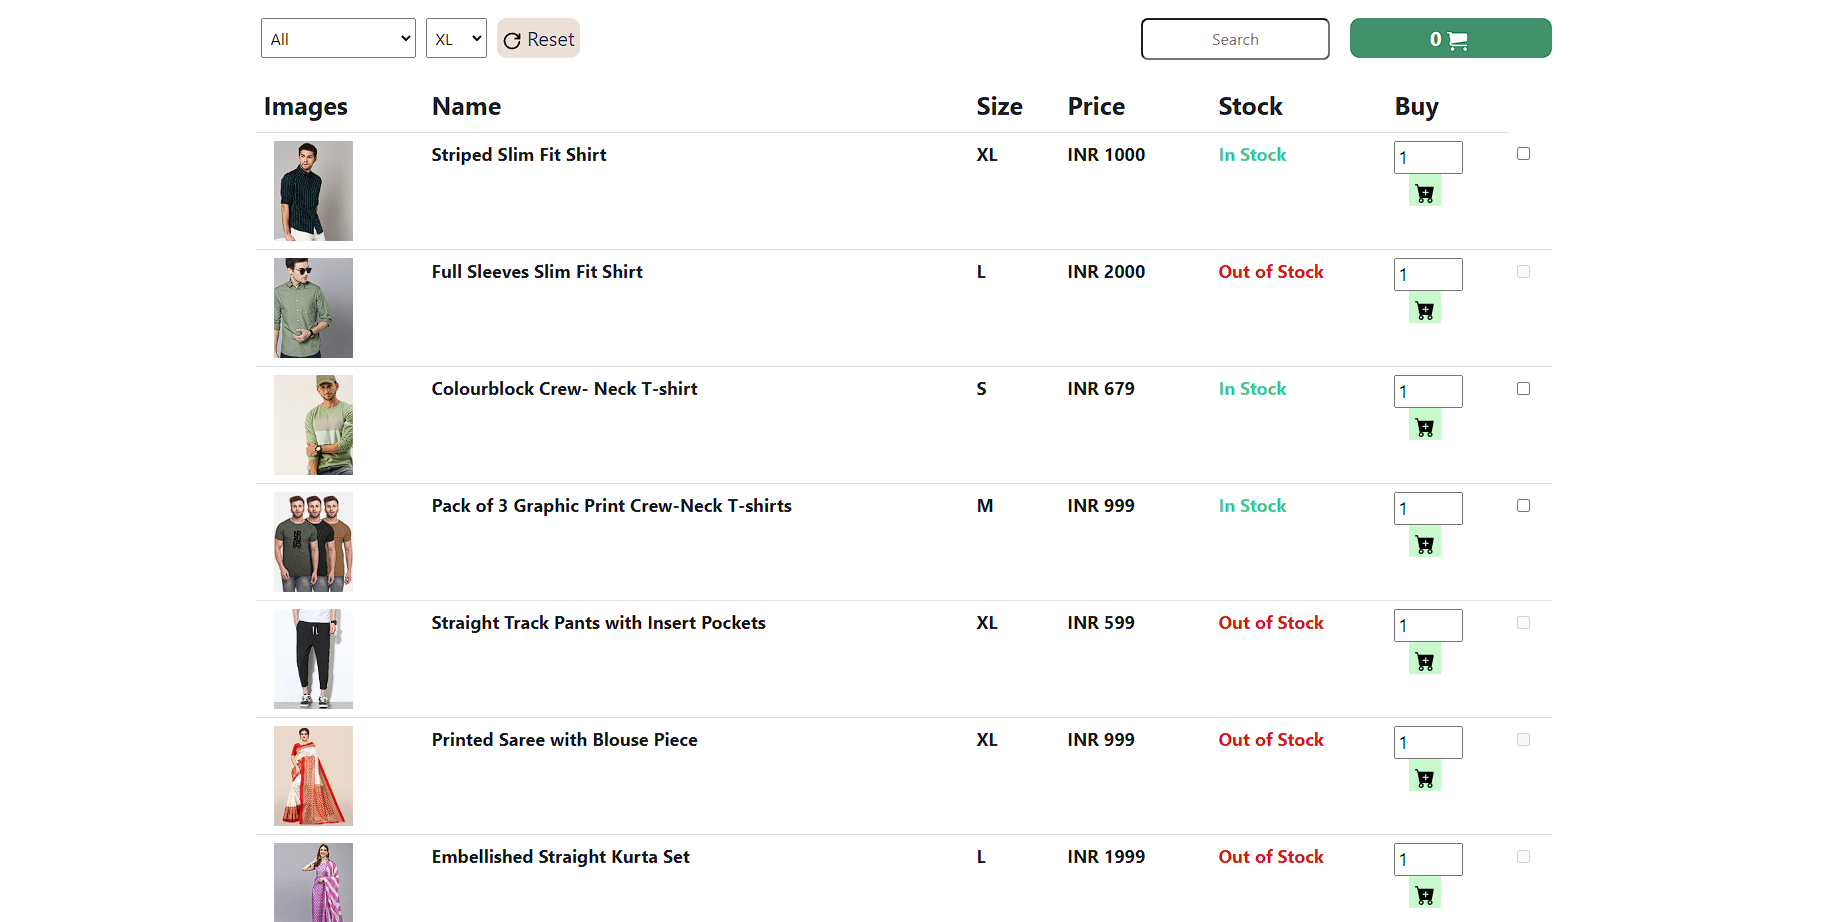 All XL Reset Search 0
Images Name Size Price Stock Buy
Striped Slim Fit Shirt XL INR 1000 In Stock 1
Full Sleeves Slim Fit Shirt L INR 2000 Out of Stock 1
Colourblock Crew- Neck T-shirt S INR 679 In Stock 1
Pack of 3 Graphic Print Crew-Neck T-shirts M INR 999 In Stock 1
Straight Track Pants with Insert Pockets XL INR 599 Out of Stock 1
Printed Saree with Blouse Piece XL INR 999 Out of Stock 1
Embellished Straight Kurta Set L INR 1999 Out of Stock 1